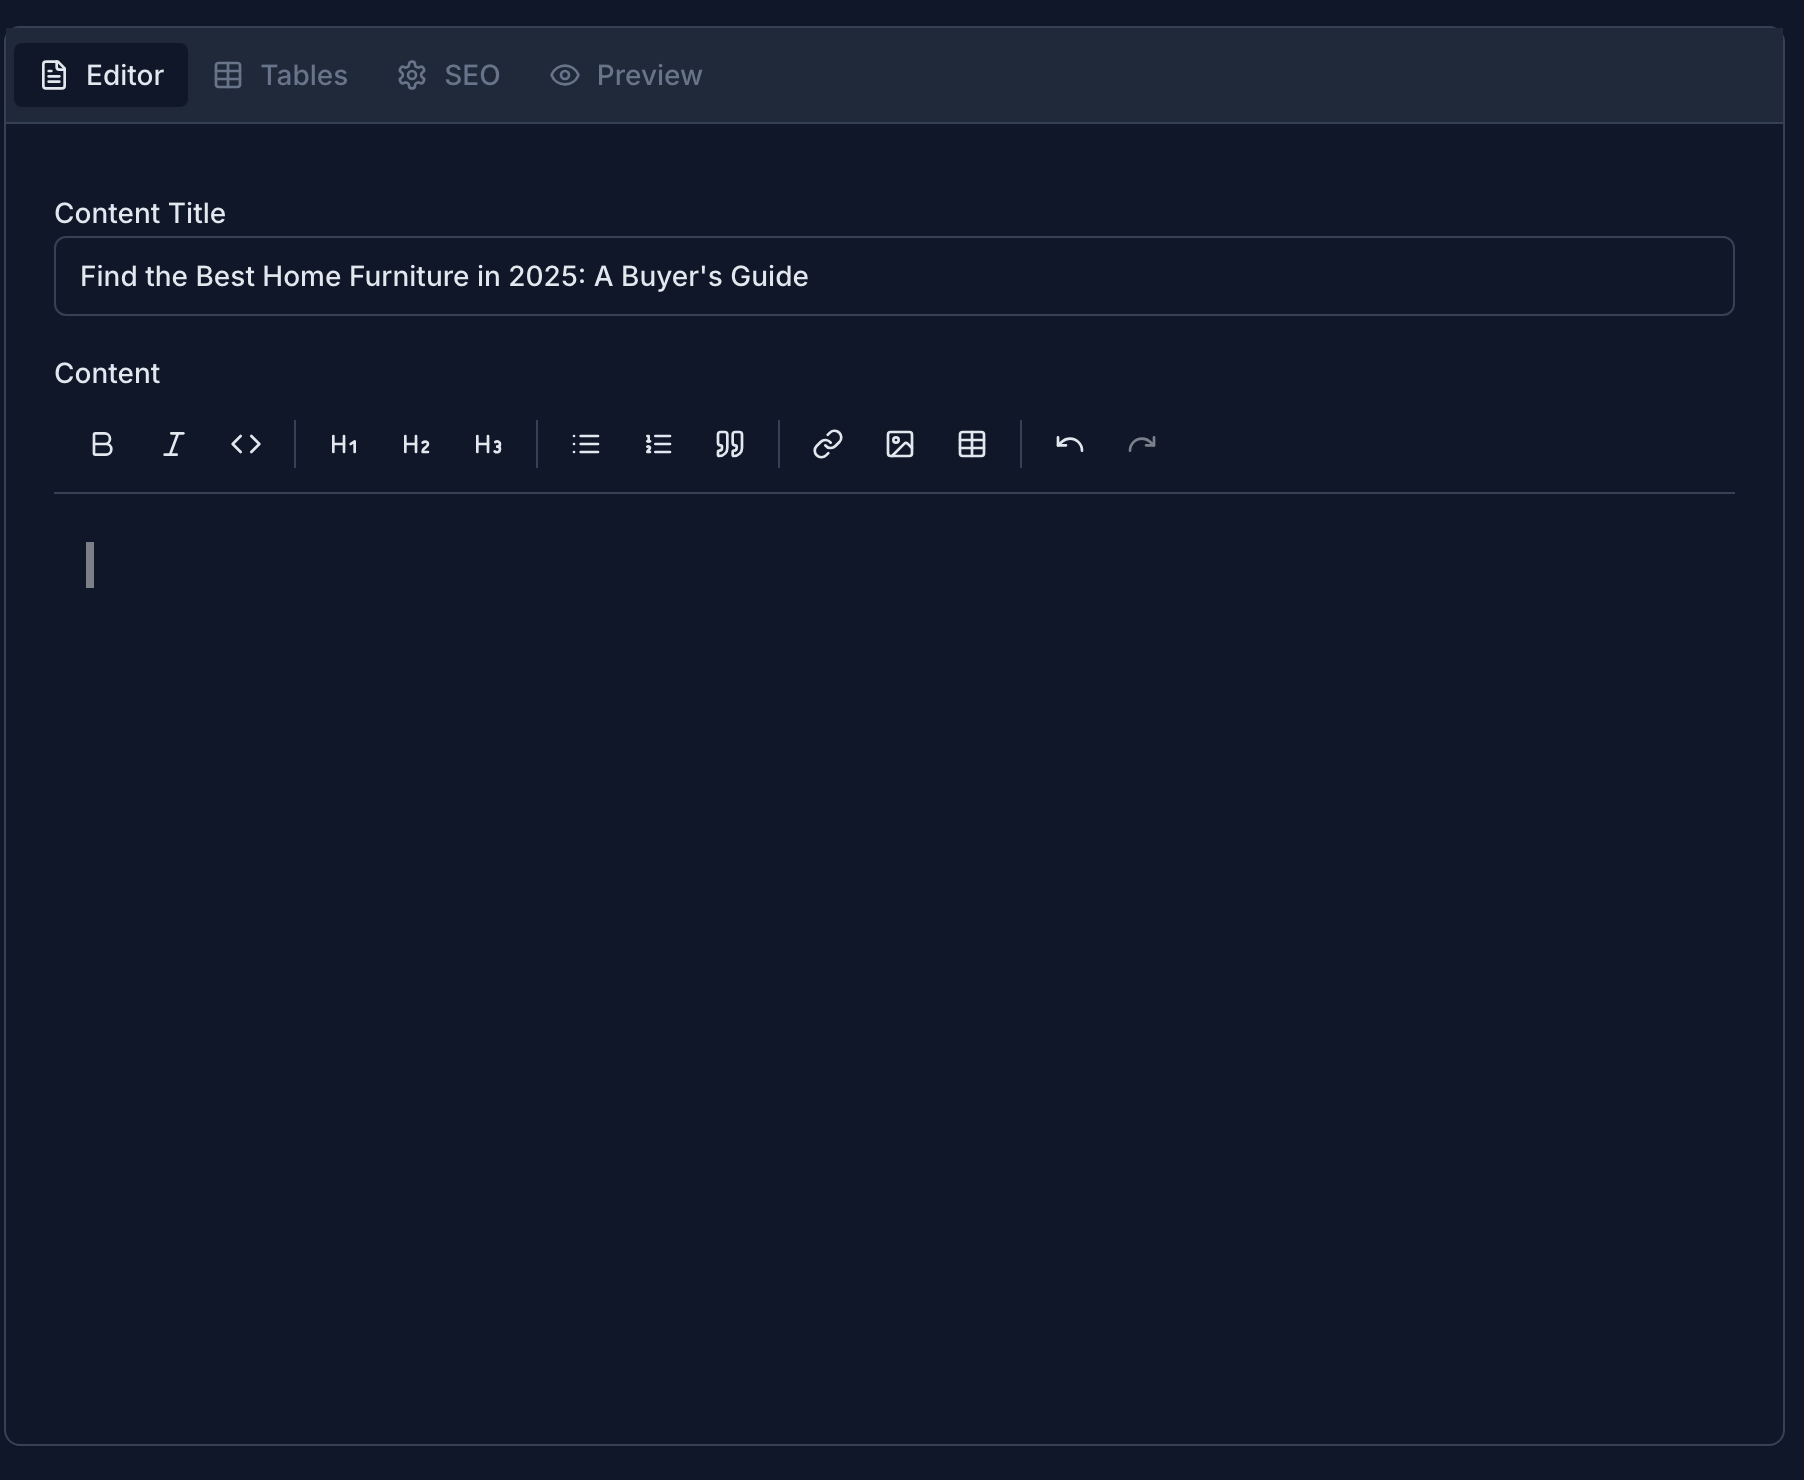 Editor Tables SEO Preview
Content Title
Find the Best Home Furniture in 2025: A Buyer's Guide
Content
B I <> H1 H2 H3